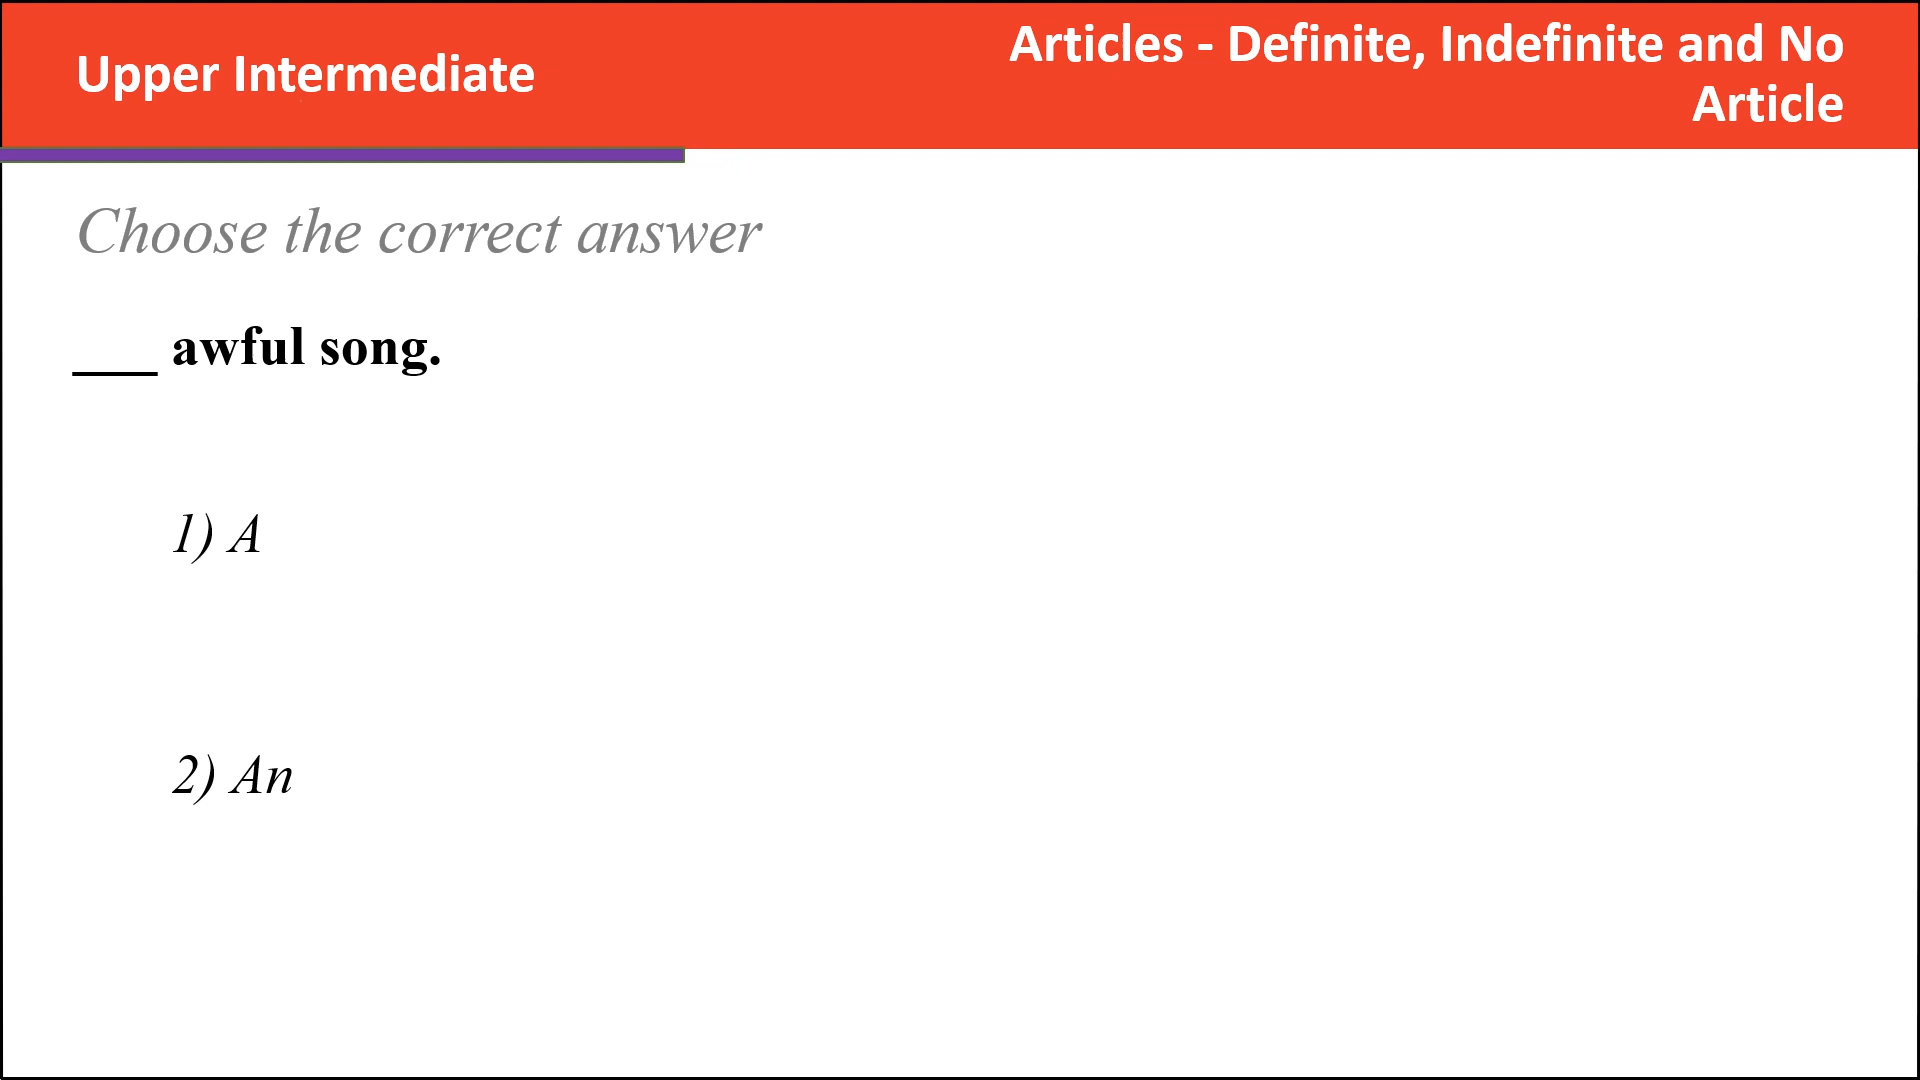 Upper Intermediate
Articles - Definite, Indefinite and No
Article
Choose the correct answer
___ awful song.
1) A
2) An